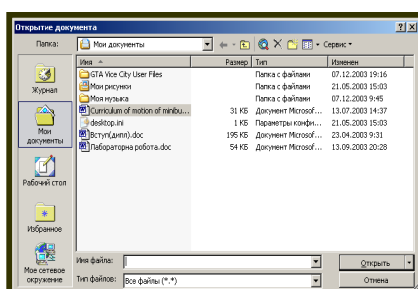 Открытие документа
Папка: Мои документы Сервис
Имя Размер Тип Изменен
GTA Vice City User Files Папка с файлами 07.12.2003 19:16
Мои рисунки Папка с файлами 21.05.2003 15:03
Моя музыка Папка с файлами 07.12.2003 9:45
Curriculum of motion of minibu... 31 КБ Документ Microsof... 13.07.2003 14:37
desktop.ini 1 КБ Параметры конфи... 21.05.2003 15:03
Вступ(дипл).doc 195 КБ Документ Microsof... 23.04.2003 9:31
Лабораторна робота.doc 54 КБ Документ Microsof... 13.09.2003 20:28
Журнал
Мои
документы
Рабочий стол
Избранное
Мое сетевое
окружение
Имя файла: Открыть
Тип файлов: Все файлы (*.*) Отмена